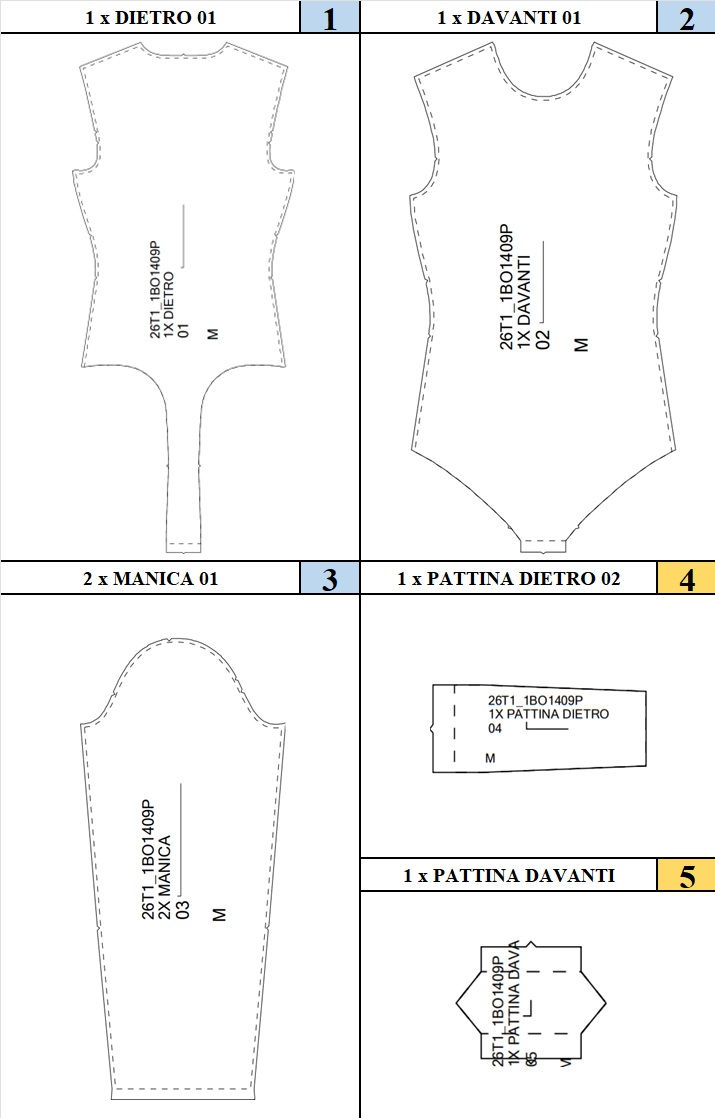 1 x DIETRO 01
1
1 x DAVANTI 01
2
26T1_1BO1409P
1X DIETRO
01
M
26T1_1BO1409P
1X DAVANTI
02
M
2 x MANICA 01
3
1 x PATTINA DIETRO 02
4
26T1_1BO1409P
2X MANICA
03
M
26T1_1BO1409P
1X PATTINA DIETRO
04
M
1 x PATTINA DAVANTI
5
26T1_1BO1409P
1X PATTINA DAVA
05